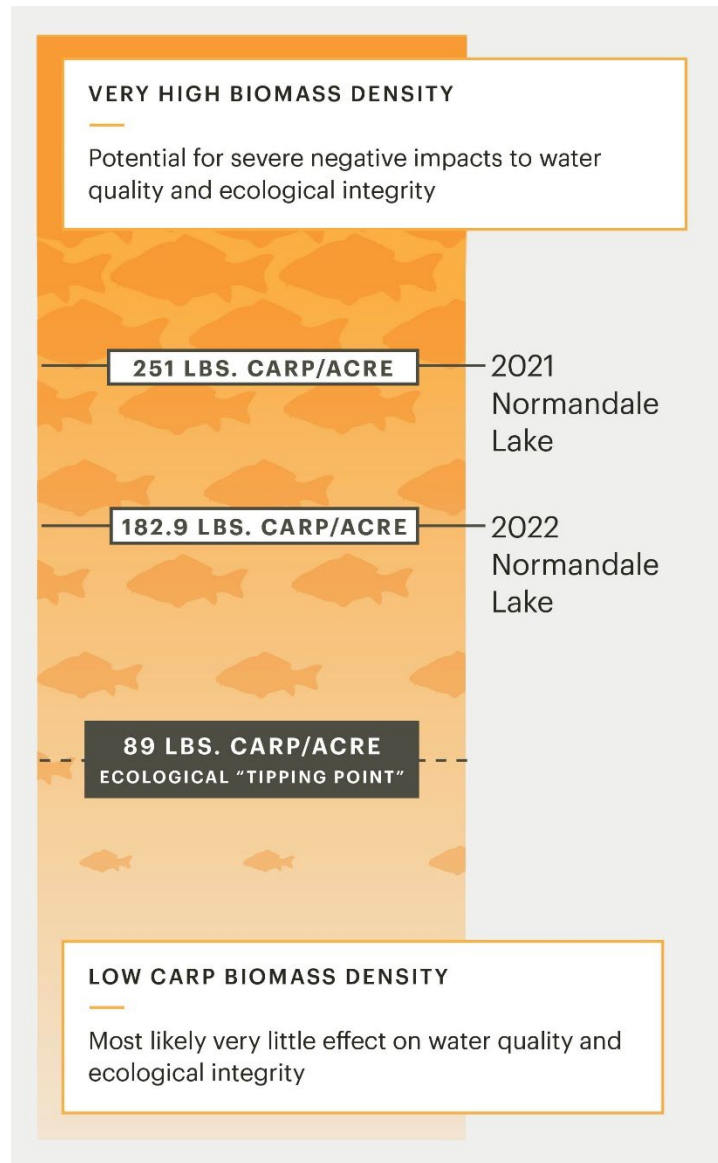 VERY HIGH BIOMASS DENSITY
Potential for severe negative impacts to water
quality and ecological integrity
251 LBS. CARP/ACRE
2021
Normandale
Lake
182.9 LBS. CARP/ACRE
2022
Normandale
Lake
89 LBS. CARP/ACRE
ECOLOGICAL “TIPPING POINT”
LOW CARP BIOMASS DENSITY
Most likely very little effect on water quality and
ecological integrity